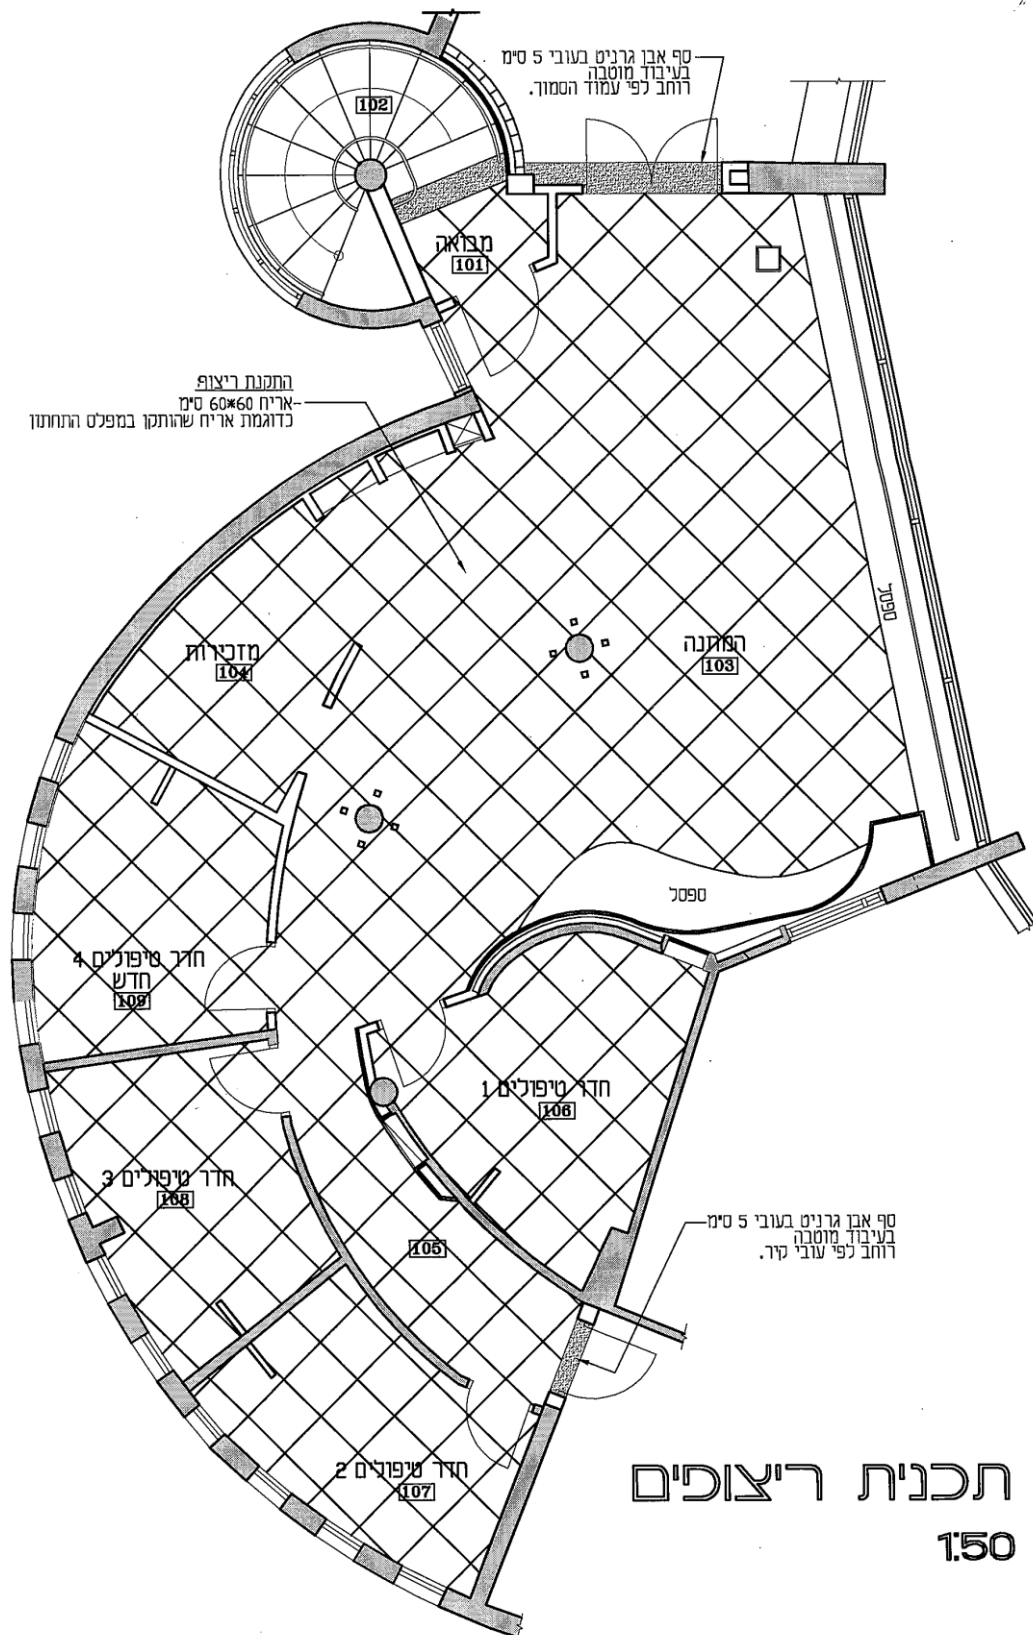 סף אבן גרניט בעובי 5 ס"מ
בעיבוד מוטבה
רוחב לפי עמוד הסמוך.
102
מבואה
101
התקנת ריצוף:
אריח 60*60 ס"מ
כדוגמת אריח שהותקן במפלס התחתון
ספסל
מזכירות
104
המתנה
103
ספסל
חדר טיפולים 4
חדש
109
חדר טיפולים 1
106
חדר טיפולים 3
108
105
סף אבן גרניט בעובי 5 ס"מ
בעיבוד מוטבה
רוחב לפי עובי קיר.
חדר טיפולים 2
107
תכנית ריצופים
1:50